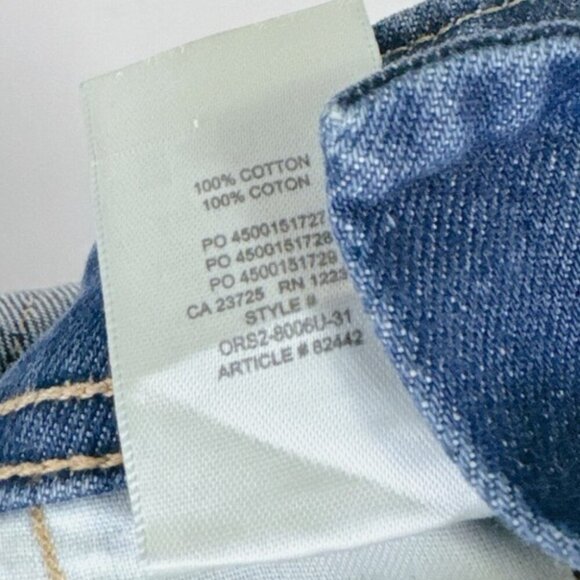 100% COTTON
100% COTON
PO 4500151727
PO 4500151728
PO 4500151729
CA 23725 RN 1223
STYLE #
ORS2-8006U-31
ARTICLE # 82442